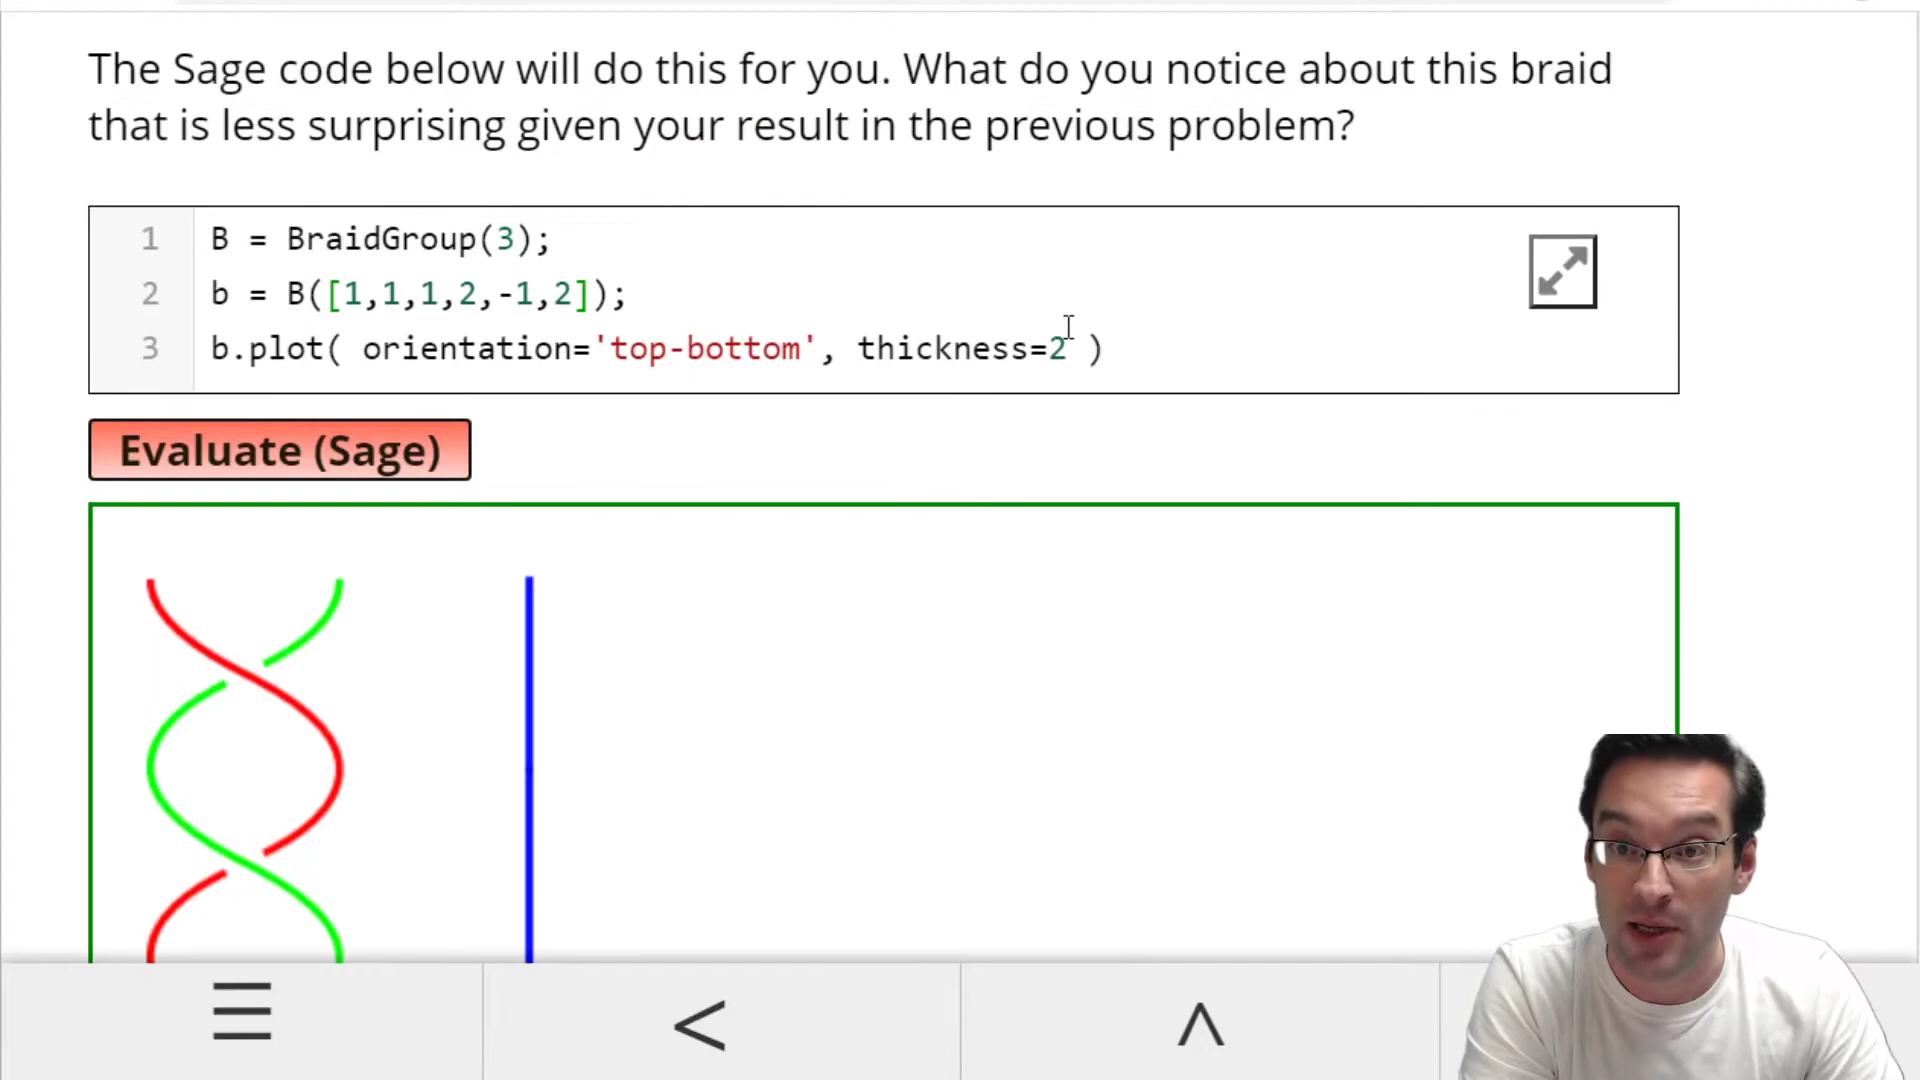 The Sage code below will do this for you. What do you notice about this braid
that is less surprising given your result in the previous problem?
1 B = BraidGroup(3);
2 b = B([1,1,1,2,-1,2]);
3 b.plot( orientation='top-bottom', thickness=2 )
Evaluate (Sage)